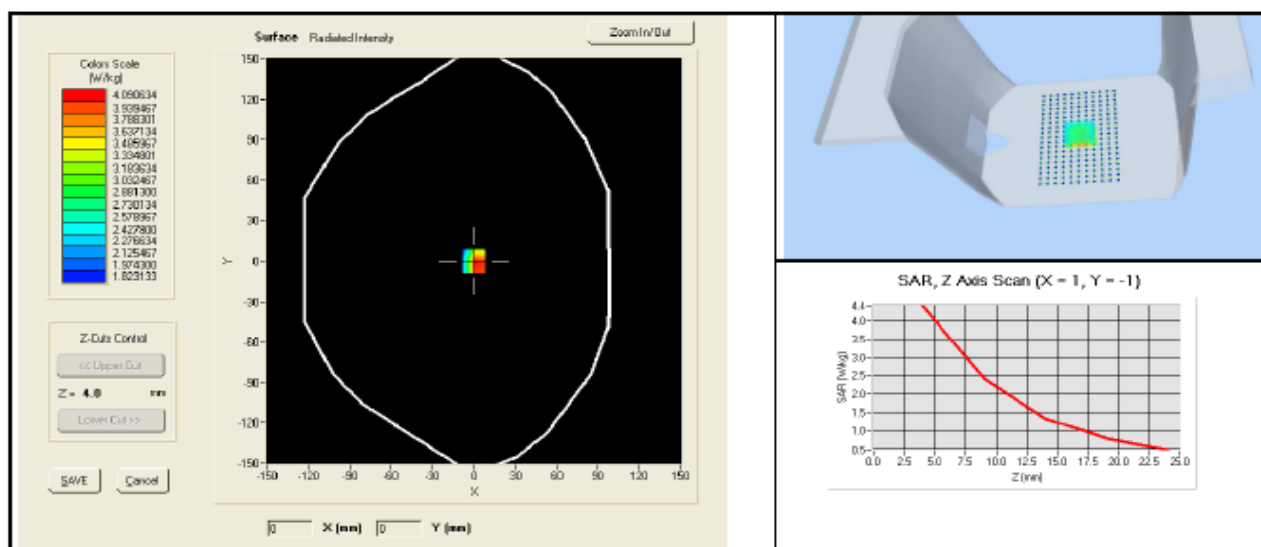 Surface Radiated Intensity
Zoom In/Out
Colors Scale
(W/kg)
4.090634
3.939467
3.788301
3.637134
3.485967
3.334801
3.183634
3.032467
2.881300
2.730134
2.578967
2.427800
2.276634
2.125467
1.974300
1.823133
Z-Cuts Control
<< Upper Cut
Z = 4.0 mm
Lower Cut >>
SAVE Cancel
150
120
90
60
30
0
-30
-60
-90
-120
-150
Y
-150 -120 -90 -60 -30 0 30 60 90 120 150
X
0 X (mm) 0 Y (mm)
SAR, Z Axis Scan (X = 1, Y = -1)
SAR (W/kg)
4.4
4.0
3.5
3.0
2.5
2.0
1.5
1.0
0.5
0.0 2.5 5.0 7.5 10.0 12.5 15.0 17.5 20.0 22.5 25.0
Z (mm)